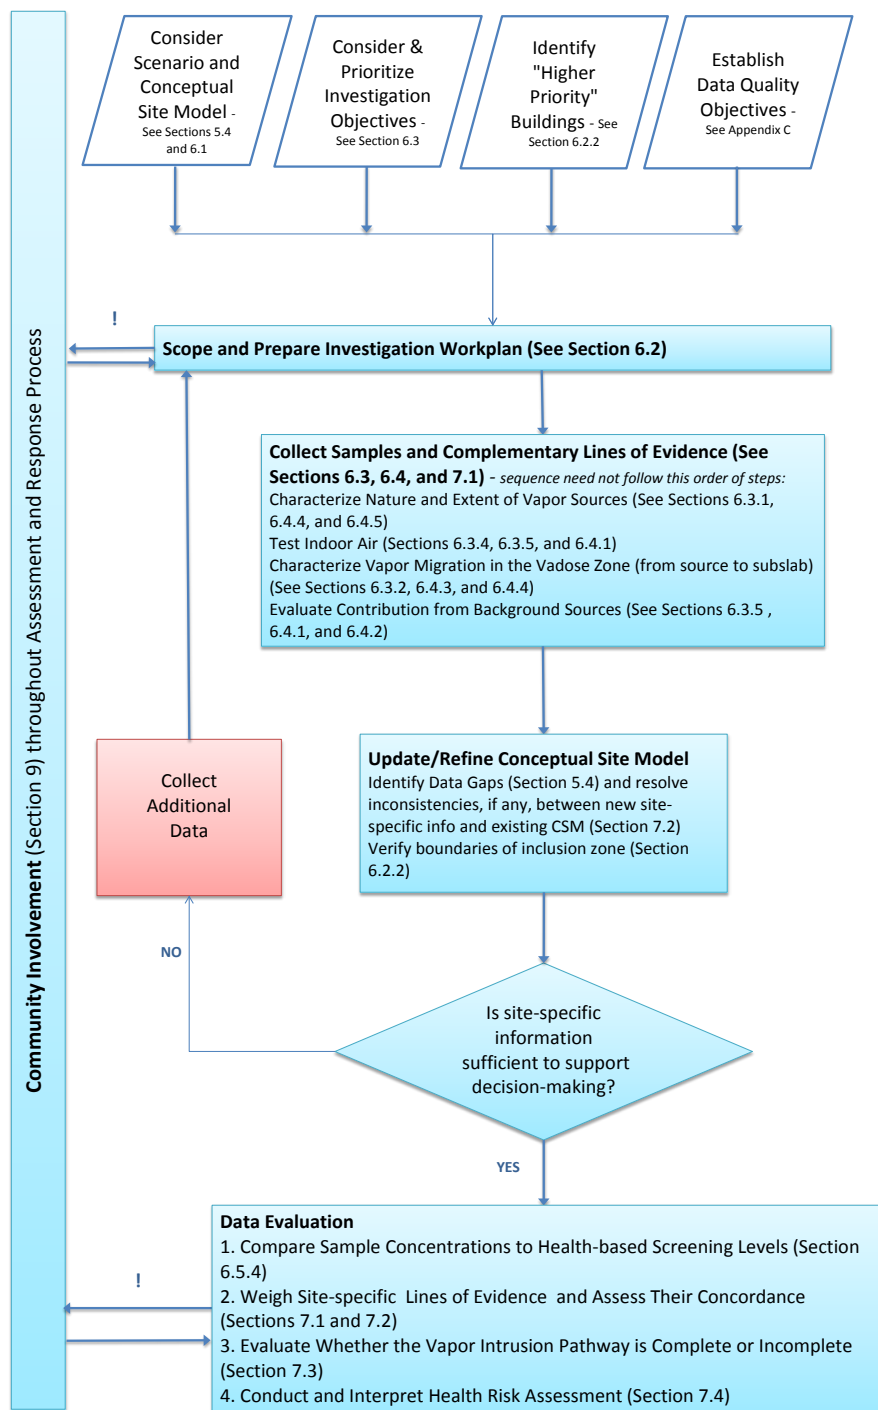 Consider
Scenario and
Conceptual
Site Model -
See Sections 5.4
and 6.1
Consider &
Prioritize
Investigation
Objectives -
See Section 6.3
Identify
"Higher
Priority"
Buildings - See
Section 6.2.2
Establish
Data Quality
Objectives -
See Appendix C
Community Involvement (Section 9) throughout Assessment and Response Process
!
Scope and Prepare Investigation Workplan (See Section 6.2)
Collect Samples and Complementary Lines of Evidence (See
Sections 6.3, 6.4, and 7.1) - sequence need not follow this order of steps:
Characterize Nature and Extent of Vapor Sources (See Sections 6.3.1,
6.4.4, and 6.4.5)
Test Indoor Air (Sections 6.3.4, 6.3.5, and 6.4.1)
Characterize Vapor Migration in the Vadose Zone (from source to subslab)
(See Sections 6.3.2, 6.4.3, and 6.4.4)
Evaluate Contribution from Background Sources (See Sections 6.3.5 ,
6.4.1, and 6.4.2)
Collect
Additional
Data
Update/Refine Conceptual Site Model
Identify Data Gaps (Section 5.4) and resolve
inconsistencies, if any, between new site-
specific info and existing CSM (Section 7.2)
Verify boundaries of inclusion zone (Section
6.2.2)
NO
Is site-specific
information
sufficient to support
decision-making?
YES
Data Evaluation
1. Compare Sample Concentrations to Health-based Screening Levels (Section
6.5.4)
!
2. Weigh Site-specific Lines of Evidence and Assess Their Concordance
(Sections 7.1 and 7.2)
3. Evaluate Whether the Vapor Intrusion Pathway is Complete or Incomplete
(Section 7.3)
4. Conduct and Interpret Health Risk Assessment (Section 7.4)